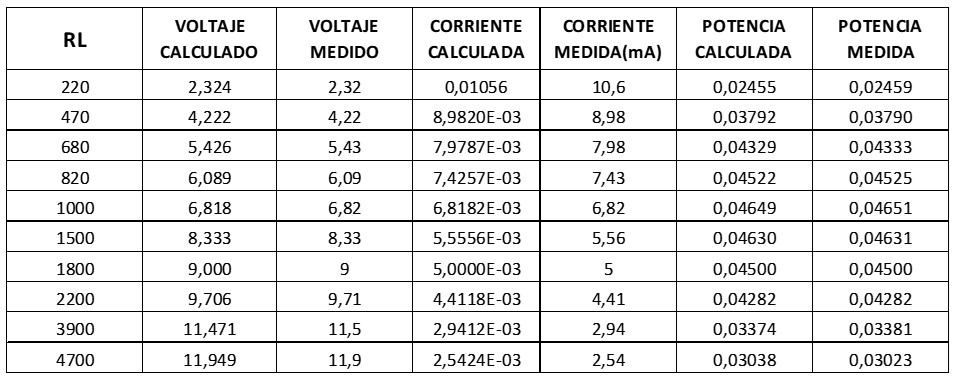 RL VOLTAJE CALCULADO VOLTAJE MEDIDO CORRIENTE CALCULADA CORRIENTE MEDIDA(mA) POTENCIA CALCULADA POTENCIA MEDIDA
220 2,324 2,32 0,01056 10,6 0,02455 0,02459
470 4,222 4,22 8,9820E-03 8,98 0,03792 0,03790
680 5,426 5,43 7,9787E-03 7,98 0,04329 0,04333
820 6,089 6,09 7,4257E-03 7,43 0,04522 0,04525
1000 6,818 6,82 6,8182E-03 6,82 0,04649 0,04651
1500 8,333 8,33 5,5556E-03 5,56 0,04630 0,04631
1800 9,000 9 5,0000E-03 5 0,04500 0,04500
2200 9,706 9,71 4,4118E-03 4,41 0,04282 0,04282
3900 11,471 11,5 2,9412E-03 2,94 0,03374 0,03381
4700 11,949 11,9 2,5424E-03 2,54 0,03038 0,03023